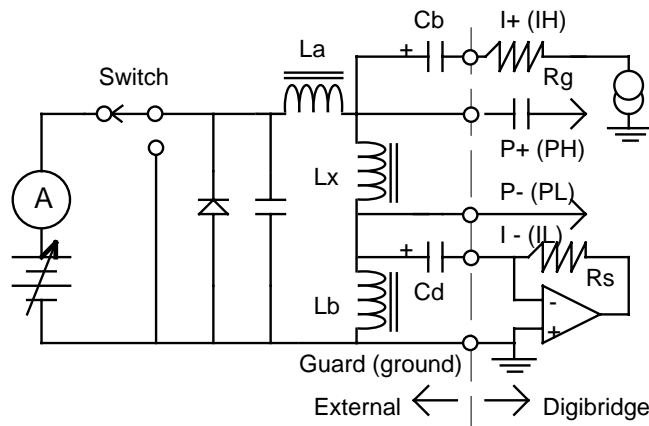 Cb
I+ (IH)
La
+
Switch
Rg
P+ (PH)
A
Lx
P- (PL)
I - (IL)
+
Rs
Cd
Lb
-
+
Guard (ground)
External
Digibridge